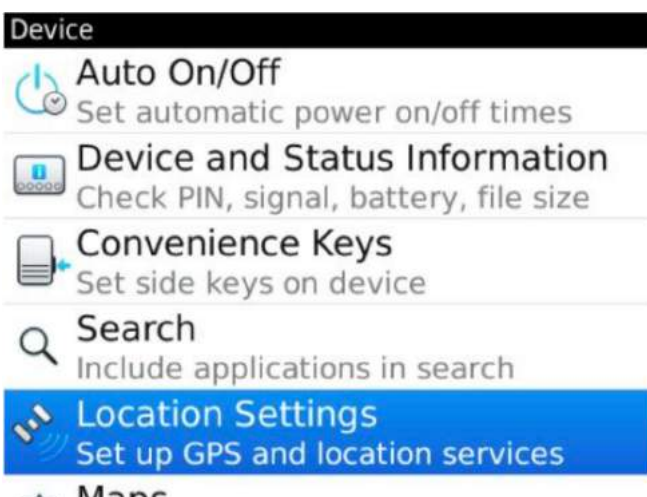 Device
Auto On/Off
Set automatic power on/off times
Device and Status Information
Check PIN, signal, battery, file size
Convenience Keys
Set side keys on device
Search
Include applications in search
Location Settings
Set up GPS and location services
Maps